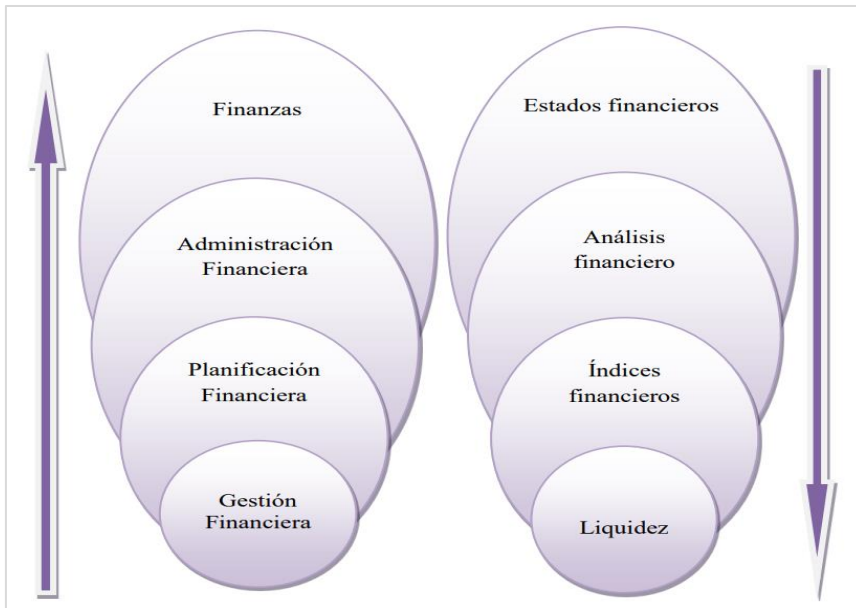 Finanzas
Administración
Financiera
Planificación
Financiera
Gestión
Financiera
Estados financieros
Análisis
financiero
Índices
financieros
Liquidez